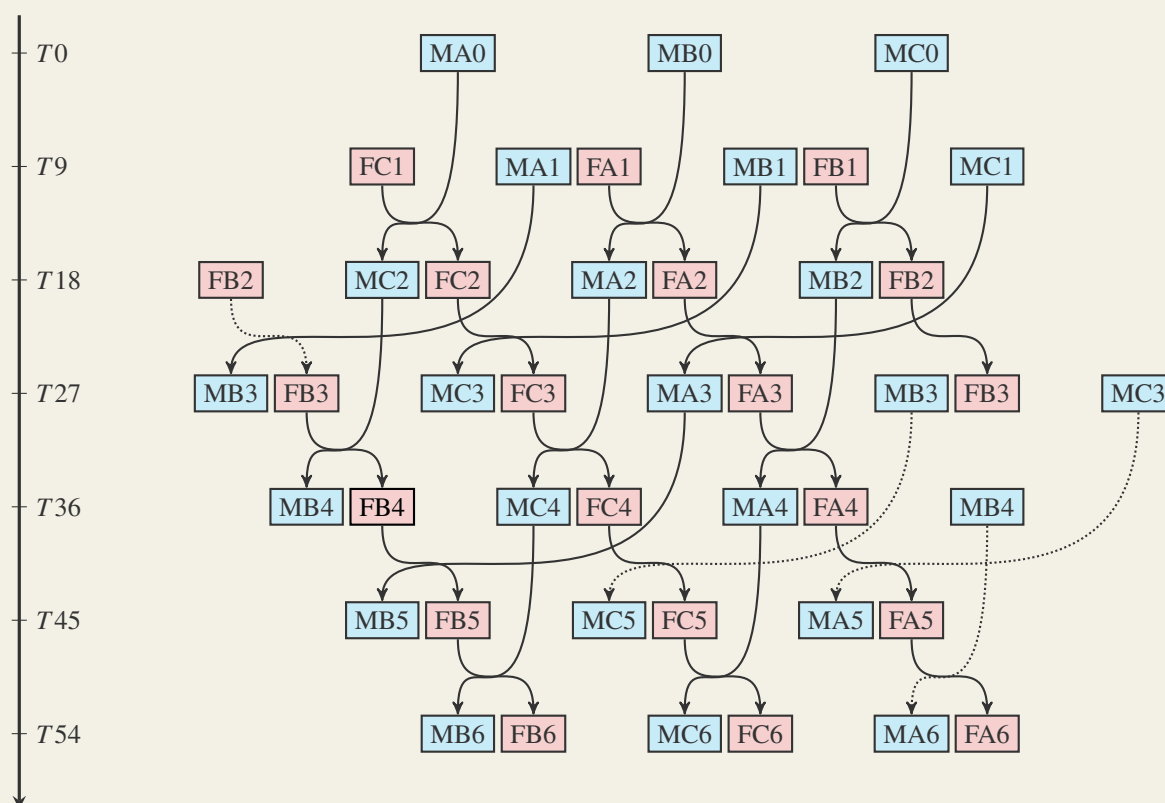 T0 MA0 MB0 MC0
T9 FC1 MA1 FA1 MB1 FB1 MC1
T18 FB2 MC2 FC2 MA2 FA2 MB2 FB2
T27 MB3 FB3 MC3 FC3 MA3 FA3 MB3 FB3 MC3
T36 MB4 FB4 MC4 FC4 MA4 FA4 MB4
T45 MB5 FB5 MC5 FC5 MA5 FA5
T54 MB6 FB6 MC6 FC6 MA6 FA6